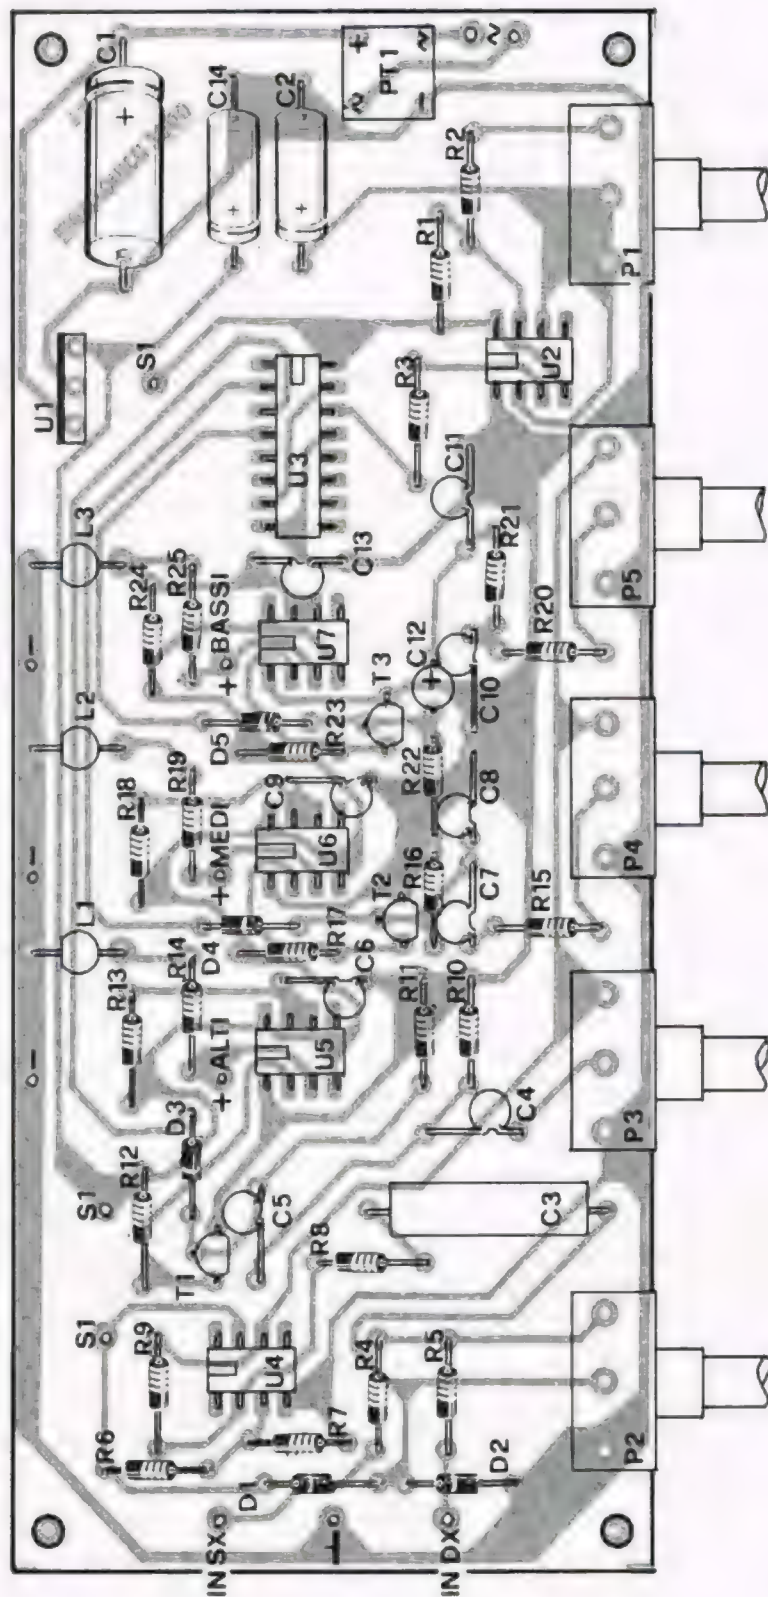 C1
C14
C2
+
~
~
−
PT1
~
R2
R1
P1
U1
S1
U3
R3
U2
C11
L3
C13
R21
R24
R25
+ BASSI
U7
−
P5
R20
C12
T3
C10
L2
D5
R23
R22
C8
−
R18
R19
C9
+ MEDI
U6
P4
T2
R16
C7
R15
L1
D4
R17
C6
R13
R14
R11
R10
−
+ ALTI
U5
P3
C4
D3
R12
S1
C5
T1
C3
R8
S1
R9
U4
R6
R7
R4
R5
P2
D1
D2
IN SX
IN DX